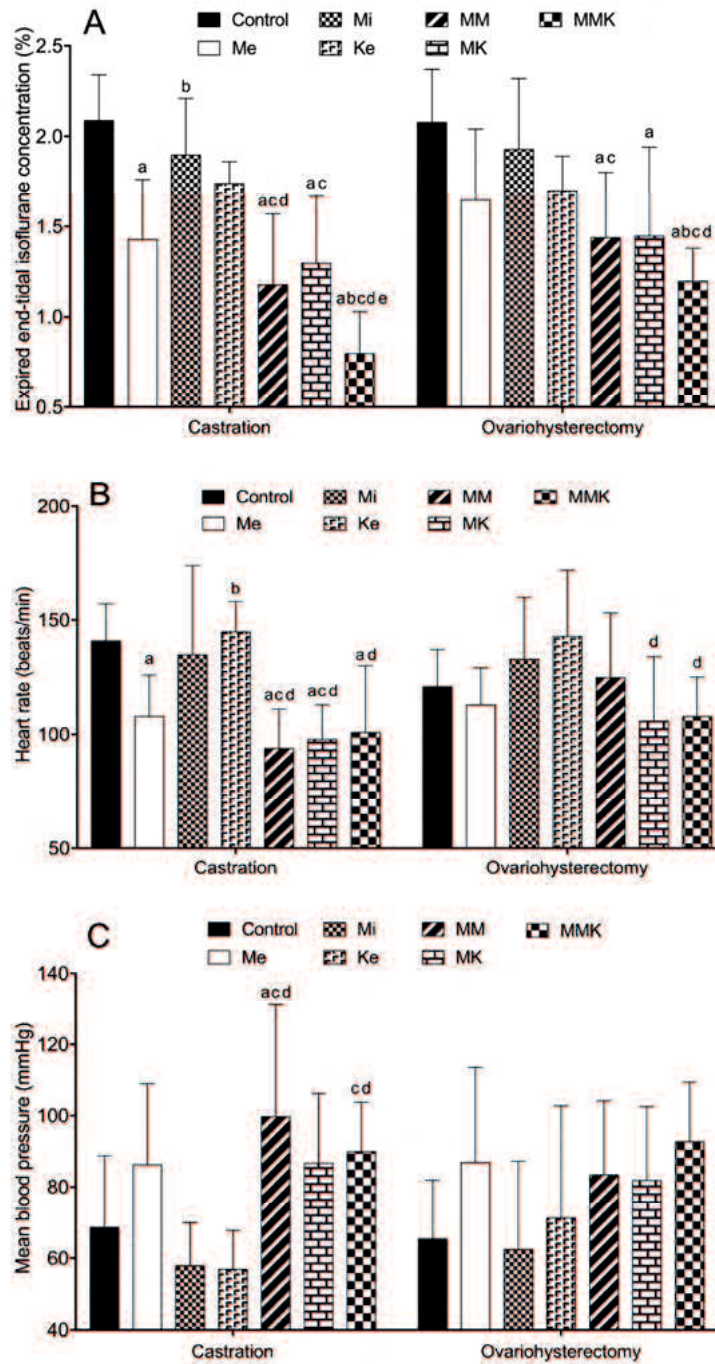 A
Control Mi MM MMK
Me Ke MK
Expired end-tidal isoflurane concentration (%)
2.5
2.0
1.5
1.0
0.5
a
b
acd
ac
abcde
ac
a
abcd
Castration Ovariohysterectomy
B
Control Mi MM MMK
Me Ke MK
Heart rate (beats/min)
200
150
100
50
a
b
acd
acd
ad
d
d
Castration Ovariohysterectomy
C
Control Mi MM MMK
Me Ke MK
Mean blood pressure (mmHg)
140
120
100
80
60
40
acd
cd
Castration Ovariohysterectomy